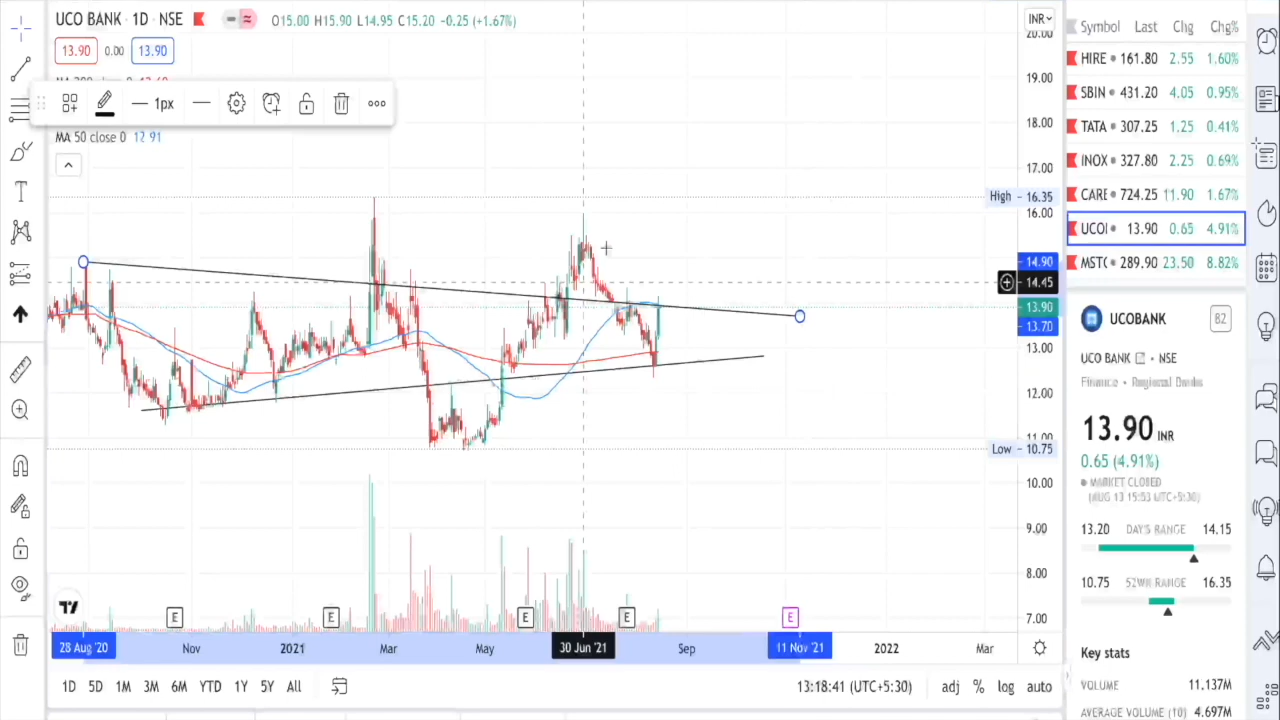 UCO BANK · 1D · NSE
O15.00 H15.90 L14.95 C15.20 -0.25 (+1.67%)
13.90 0.00 13.90
1px
MA 50 close 0
INR
20.00
19.00
18.00
17.00
High 16.35
16.00
14.90
14.45
13.90
13.70
13.00
12.00
11.00
Low 10.75
10.00
9.00
8.00
7.00
E E E E E
28 Aug '20 Nov 2021 Mar May 30 Jun '21 Sep 11 Nov '21 2022 Mar
1D 5D 1M 3M 6M YTD 1Y 5Y All
13:18:41 (UTC+5:30) adj % log auto
Symbol Last Chg Chg%
HIRE 161.80 2.55 1.60%
SBIN 431.20 4.05 0.95%
TATA 307.25 1.25 0.41%
INOX 327.80 2.25 0.69%
CARE 724.25 11.90 1.67%
UCOI 13.90 0.65 4.91%
MSTC 289.90 23.50 8.82%
UCOBANK 82
UCO BANK · NSE
Finance · Regional Banks
13.90 INR
0.65 (4.91%)
MARKET CLOSED
13.20 DAY'S RANGE 14.15
10.75 52WK RANGE 16.35
Key stats
VOLUME 11.137M
AVERAGE VOLUME (10) 4.697M